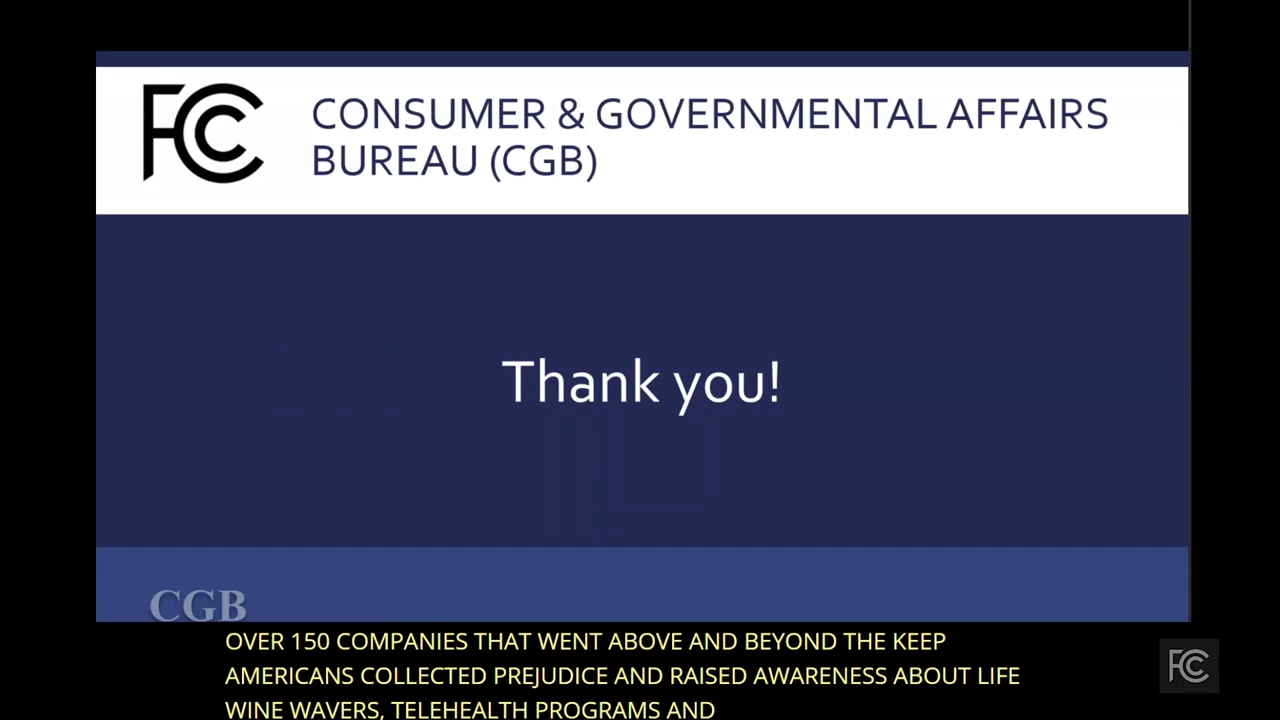 FCC
CONSUMER & GOVERNMENTAL AFFAIRS
BUREAU (CGB)
Thank you!
CGB
OVER 150 COMPANIES THAT WENT ABOVE AND BEYOND THE KEEP
AMERICANS COLLECTED PREJUDICE AND RAISED AWARENESS ABOUT LIFE
WINE WAVERS, TELEHEALTH PROGRAMS AND
FCC